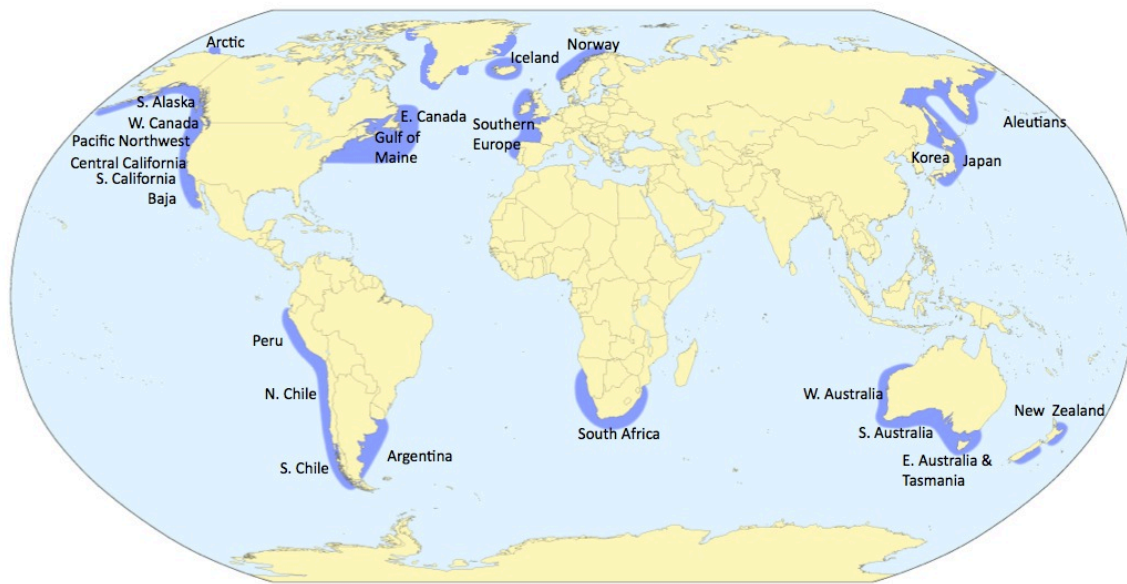 Arctic
Norway
Iceland
S. Alaska
W. Canada
Pacific Northwest
Central California
S. California
Baja
E. Canada
Gulf of
Maine
Southern
Europe
Aleutians
Korea
Japan
Peru
N. Chile
S. Chile
Argentina
South Africa
W. Australia
New Zealand
S. Australia
E. Australia &
Tasmania